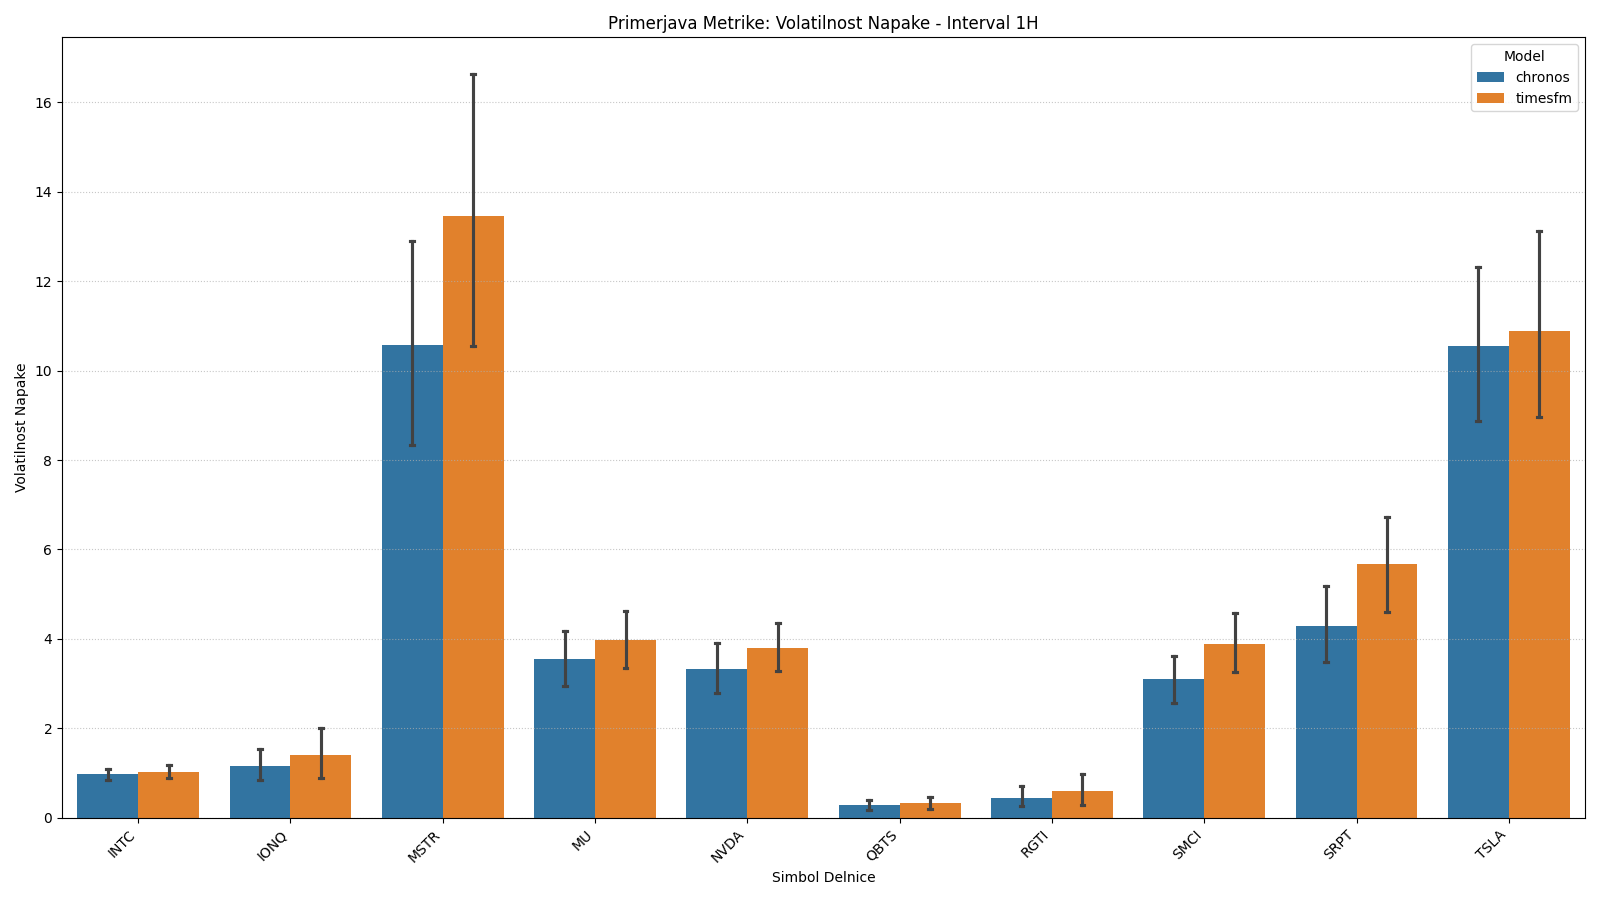 Primerjava Metrike: Volatilnost Napake - Interval 1H
Model
chronos
timesfm
Volatilnost Napake
16
14
12
10
8
6
4
2
0
INTC
IONQ
MSTR
MU
NVDA
QBTS
RGTI
SMCI
SRPT
TSLA
Simbol Delnice